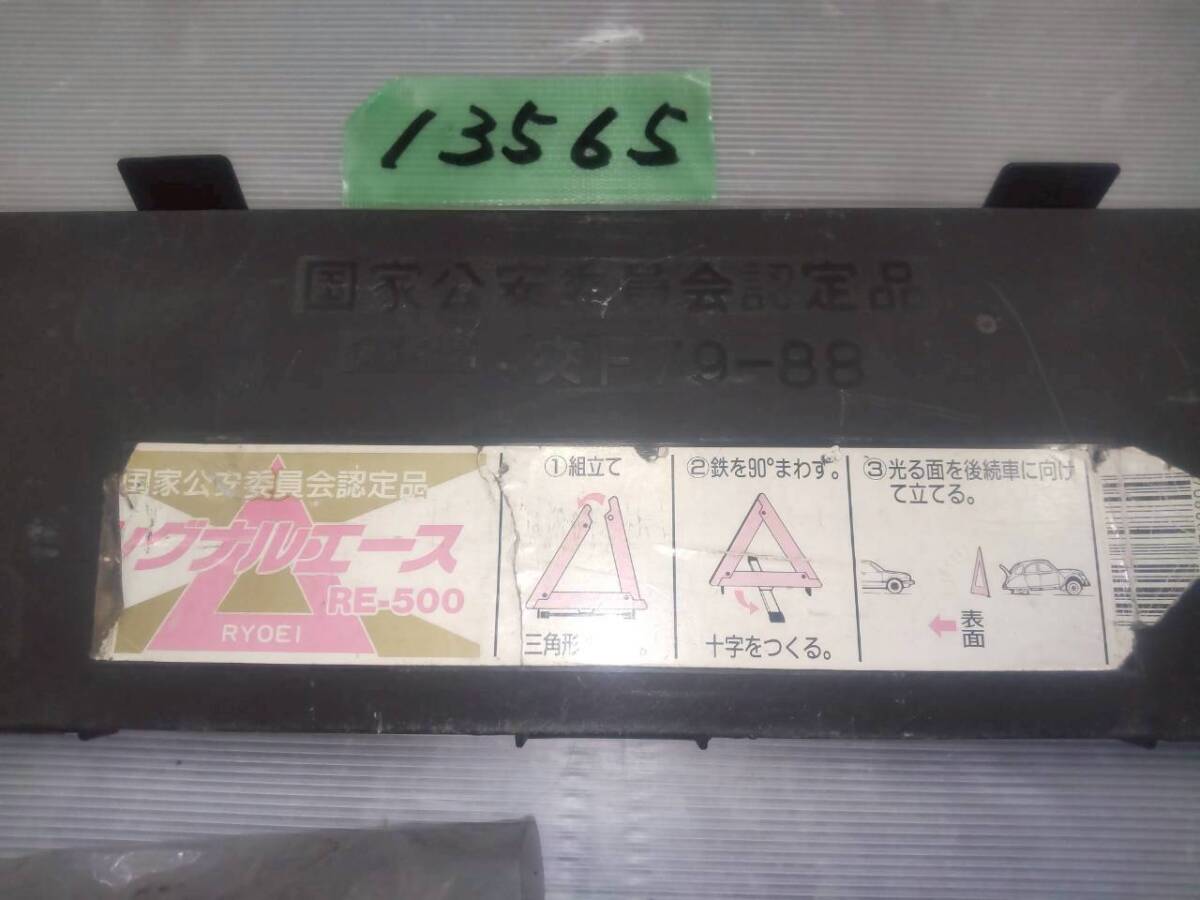 13565
国家公安委員会認定品
交F79-88
国家公安委員会認定品
シグナルエース
RE-500
RYOEI
①組立て
三角形 。
②鉄を90°まわす。
十字をつくる。
③光る面を後続車に向け
て立てる。
表面